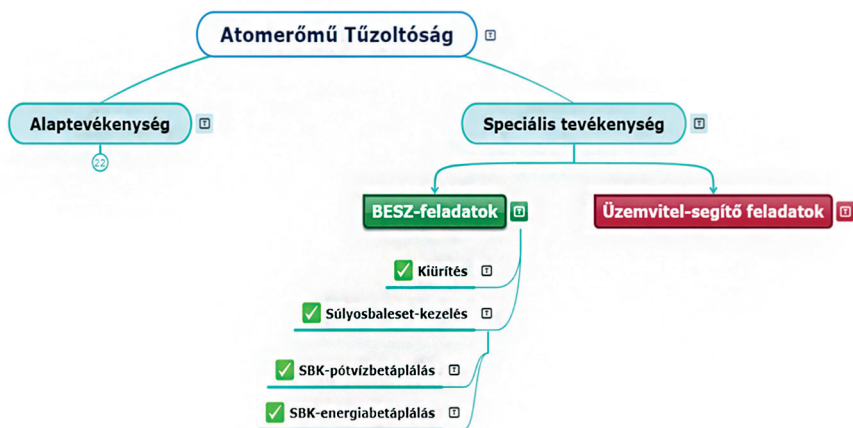 Atomerőmű Tűzoltóság
Alaptevékenység
Speciális tevékenység
22
BESZ-feladatok
Üzemvitel-segítő feladatok
Kiürítés
Súlyosbaleset-kezelés
SBK-pótvízbetáplálás
SBK-energiabetáplálás